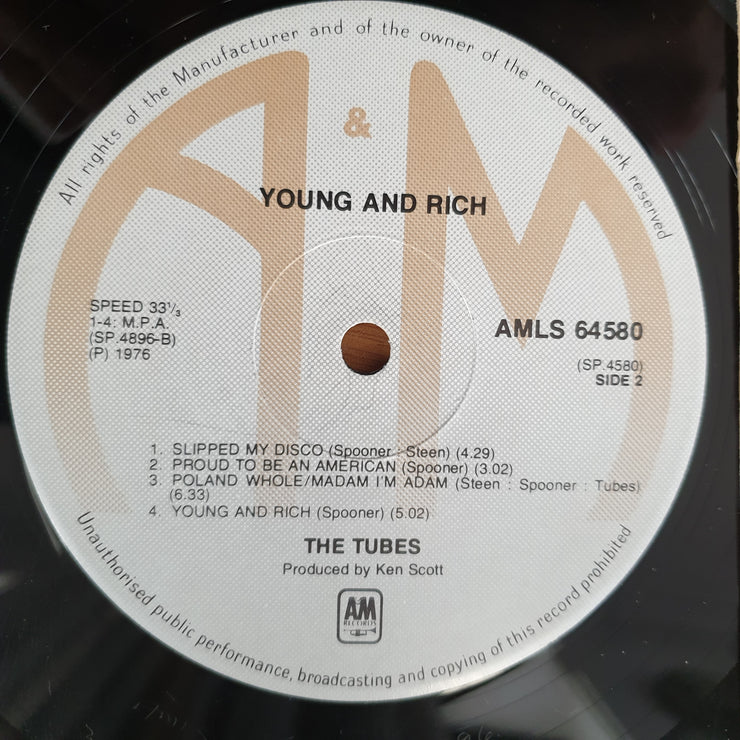 All rights of the Manufacturer and of the owner of the recorded work reserved
A & M
YOUNG AND RICH
SPEED 33⅓
1-4: M.P.A.
(SP.4896-B)
(P) 1976
AMLS 64580
(SP.4580)
SIDE 2
1. SLIPPED MY DISCO (Spooner : Steen) (4.29)
2. PROUD TO BE AN AMERICAN (Spooner) (3.02)
3. POLAND WHOLE/MADAM I'M ADAM (Steen : Spooner : Tubes)
(6.33)
4. YOUNG AND RICH (Spooner) (5.02)
THE TUBES
Produced by Ken Scott
AM
RECORDS
Unauthorised public performance, broadcasting and copying of this record prohibited